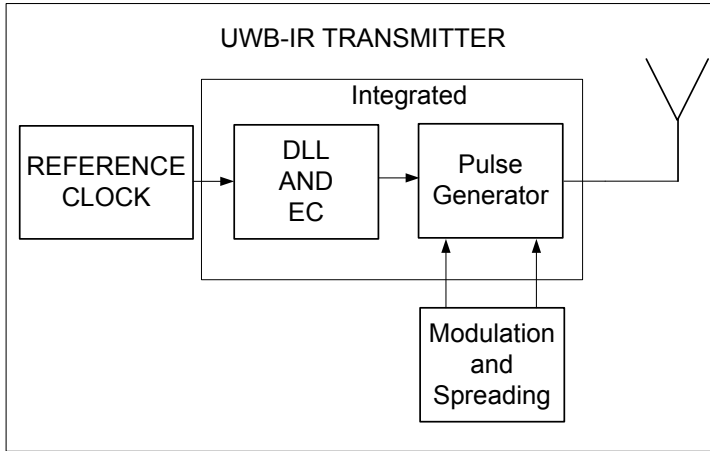 UWB-IR TRANSMITTER
Integrated
REFERENCE
CLOCK
DLL
AND
EC
Pulse
Generator
Modulation
and
Spreading